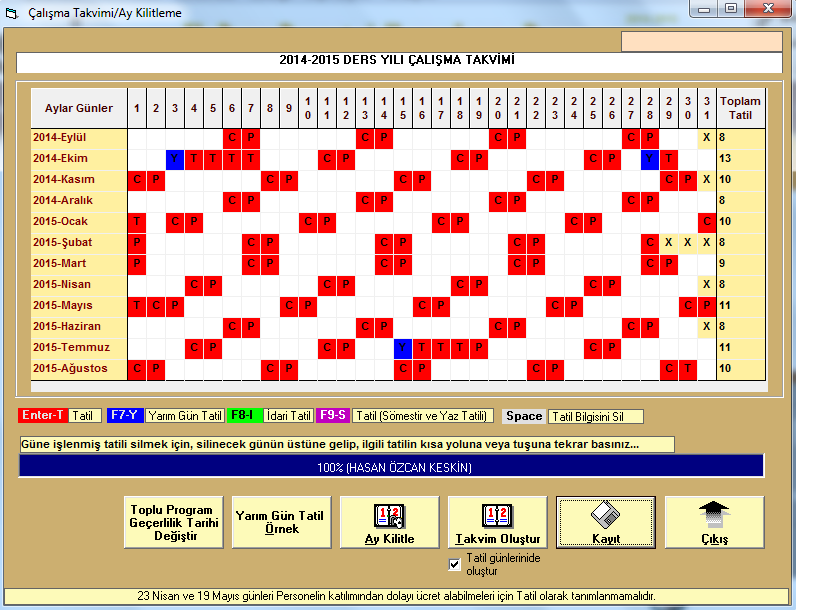 Çalışma Takvimi/Ay Kilitleme
2014-2015 DERS YILI ÇALIŞMA TAKVİMİ
Aylar Günler 1 2 3 4 5 6 7 8 9 10 11 12 13 14 15 16 17 18 19 20 21 22 23 24 25 26 27 28 29 30 31 Toplam Tatil
2014-Eylül C P C P C P C P X 8
2014-Ekim Y T T T T C P C P C P Y T 13
2014-Kasım C P C P C P C P C P X 10
2014-Aralık C P C P C P C P 8
2015-Ocak T C P C P C P C P C 10
2015-Şubat P C P C P C P C X X X 8
2015-Mart P C P C P C P C P 9
2015-Nisan C P C P C P C P X 8
2015-Mayıs T C P C P C P C P C P 11
2015-Haziran C P C P C P C P X 8
2015-Temmuz C P C P Y T T T P C P 11
2015-Ağustos C P C P C P C P C T 10
Enter-T Tatil F7-Y Yarım Gün Tatil F8-I İdari Tatil F9-S Tatil (Sömestir ve Yaz Tatili) Space Tatil Bilgisini Sil
Güne işlenmiş tatili silmek için, silinecek günün üstüne gelip, ilgili tatilin kısa yoluna veya tuşuna tekrar basınız...
100% (HASAN ÖZCAN KESKİN)
Toplu Program
Geçerlilik Tarihi
Değiştir
Yarım Gün Tatil
Örnek
Ay Kilitle
Takvim Oluştur
Kayıt
Çıkış
Tatil günlerinide
oluştur
23 Nisan ve 19 Mayıs günleri Personelin katılımından dolayı ücret alabilmeleri için Tatil olarak tanımlanmamalıdır.